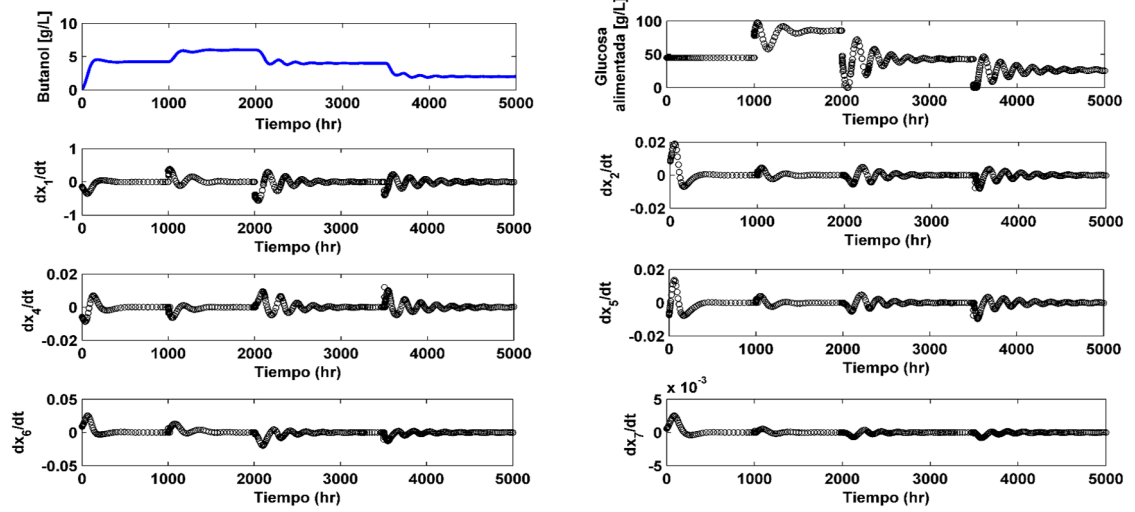 Butanol [g/L]
10
5
0
0 1000 2000 3000 4000 5000
Tiempo (hr)
Glucosa
alimentada [g/L]
100
50
0
0 1000 2000 3000 4000 5000
Tiempo (hr)
dx1/dt
1
0
-1
0 1000 2000 3000 4000 5000
Tiempo (hr)
dx2/dt
0.02
0
-0.02
0 1000 2000 3000 4000 5000
Tiempo (hr)
dx4/dt
0.02
0
-0.02
0 1000 2000 3000 4000 5000
Tiempo (hr)
dx5/dt
0.02
0
-0.02
0 1000 2000 3000 4000 5000
Tiempo (hr)
dx6/dt
0.05
0
-0.05
0 1000 2000 3000 4000 5000
Tiempo (hr)
x 10^-3
dx7/dt
5
0
-5
0 1000 2000 3000 4000 5000
Tiempo (hr)